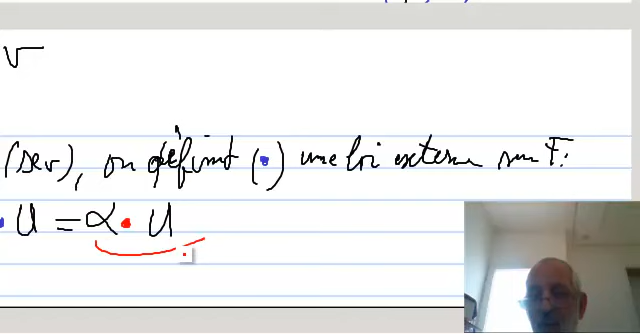 v
(sev), on définit (•) une loi externe sur F:
• U = α • U